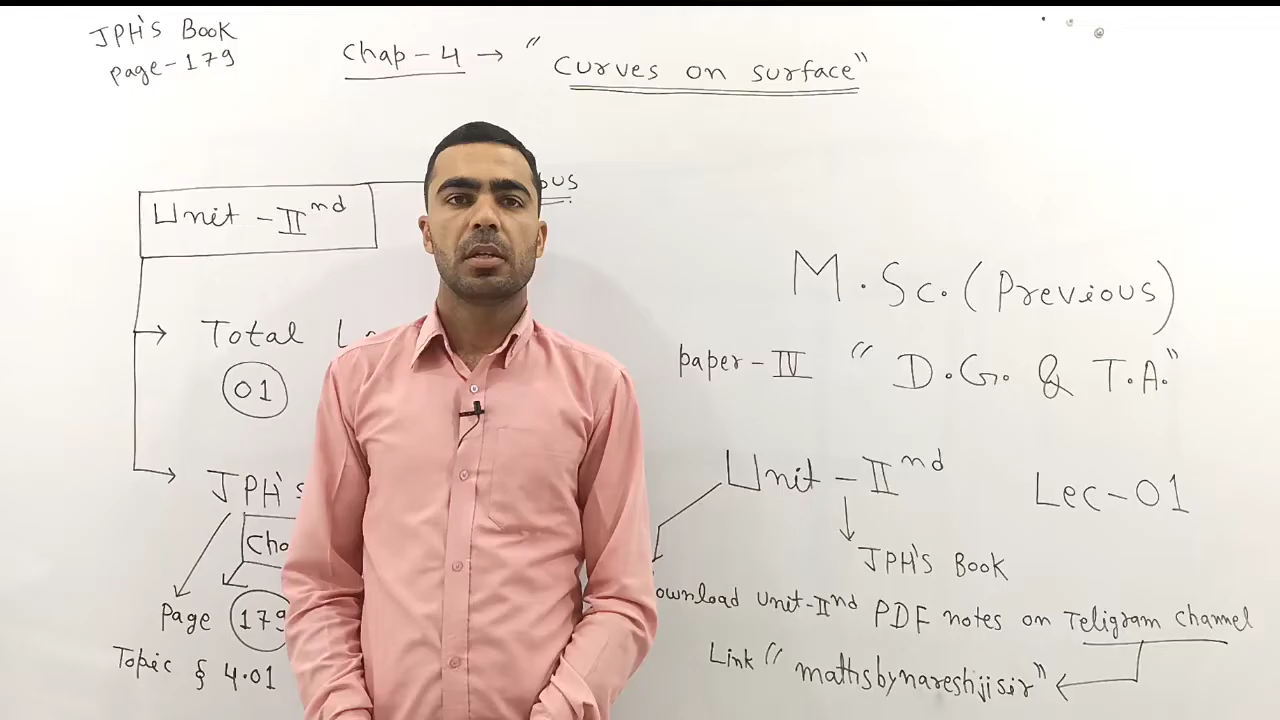 JPH'S Book
page-179
Chap-4 → "Curves on surface"
Unit-IInd
Total
01
JPH's
Page 179
Topic § 4.01
M.Sc.(Previous)
paper-IV "D.G. & T.A."
Unit-IInd Lec-01
JPH'S Book
ownload Unit-IInd PDF notes on Teligram channel
Link "mathsbynareshjisir"